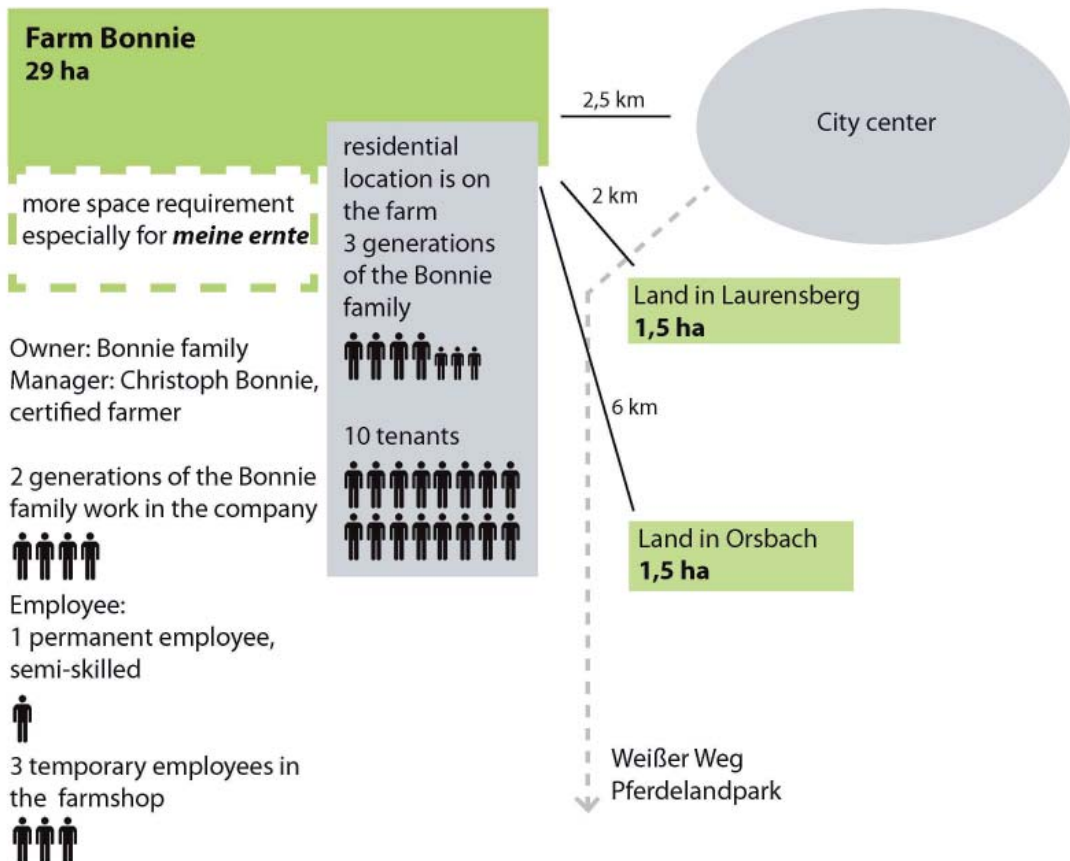 Farm Bonnie
29 ha
more space requirement
especially for meine ernte
Owner: Bonnie family
Manager: Christoph Bonnie,
certified farmer
2 generations of the Bonnie
family work in the company
Employee:
1 permanent employee,
semi-skilled
3 temporary employees in
the farmshop
residential
location is on
the farm
3 generations
of the Bonnie
family
10 tenants
2,5 km
City center
2 km
Land in Laurensberg
1,5 ha
6 km
Land in Orsbach
1,5 ha
Weißer Weg
Pferdelandpark